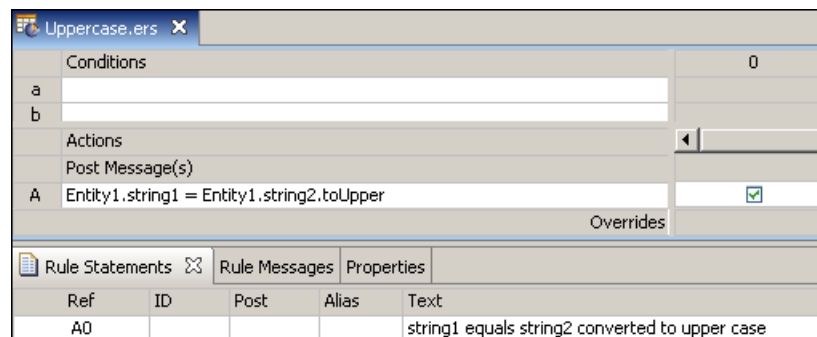 Uppercase.ers
Conditions 0
a
b
Actions
Post Message(s)
A Entity1.string1 = Entity1.string2.toUpper
Overrides
Rule Statements Rule Messages Properties
Ref ID Post Alias Text
A0 string1 equals string2 converted to upper case